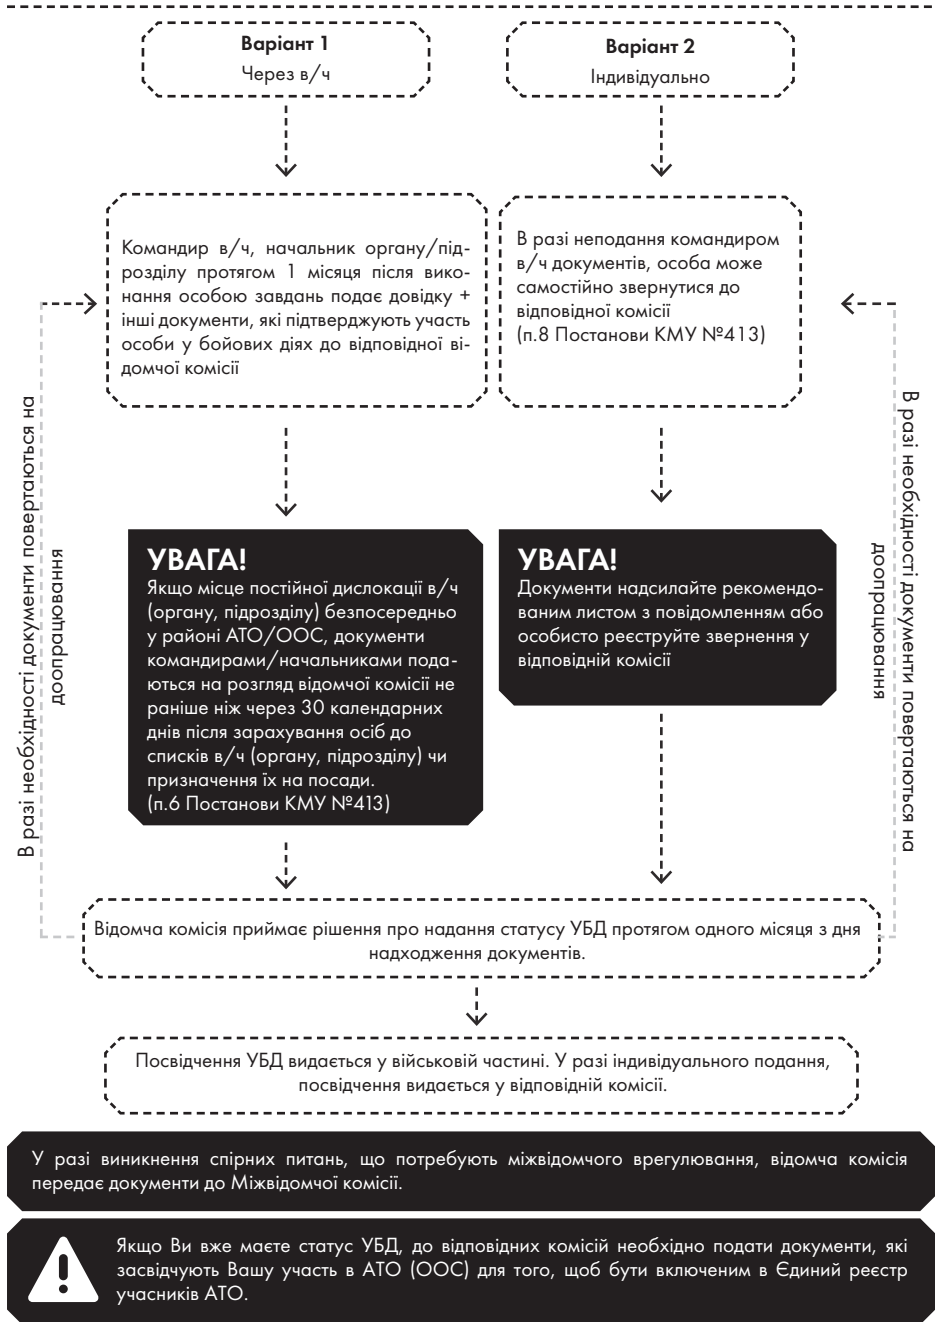 Варіант 1
Через в/ч
Варіант 2
Індивідуально
Командир в/ч, начальник органу/під-
розділу протягом 1 місяця після вико-
нання особою завдань подає довідку +
інші документи, які підтверджують участь
особи у бойових діях до відповідної ві-
домчої комісії
В разі неподання командиром
в/ч документів, особа може
самостійно звернутися до
відповідної комісії
(п.8 Постанови КМУ №413)
В разі необхідності документи повертаються на
доопрацювання
В разі необхідності документи повертаються на
доопрацювання
УВАГА!
Якщо місце постійної дислокації в/ч
(органу, підрозділу) безпосередньо
у районі АТО/ООС, документи
командирами/начальниками пода-
ються на розгляд відомчої комісії не
раніше ніж через 30 календарних
днів після зарахування осіб до
списків в/ч (органу, підрозділу) чи
призначення їх на посади.
(п.6 Постанови КМУ №413)
УВАГА!
Документи надсилайте рекомендо-
ваним листом з повідомленням або
особисто реєструйте звернення у
відповідній комісії
Відомча комісія приймає рішення про надання статусу УБД протягом одного місяця з дня
надходження документів.
Посвідчення УБД видається у військовій частині. У разі індивідуального подання,
посвідчення видається у відповідній комісії.
У разі виникнення спірних питань, що потребують міжвідомчого врегулювання, відомча комісія
передає документи до Міжвідомчої комісії.
Якщо Ви вже маєте статус УБД, до відповідних комісій необхідно подати документи, які
засвідчують Вашу участь в АТО (ООС) для того, щоб бути включеним в Єдиний реєстр
учасників АТО.